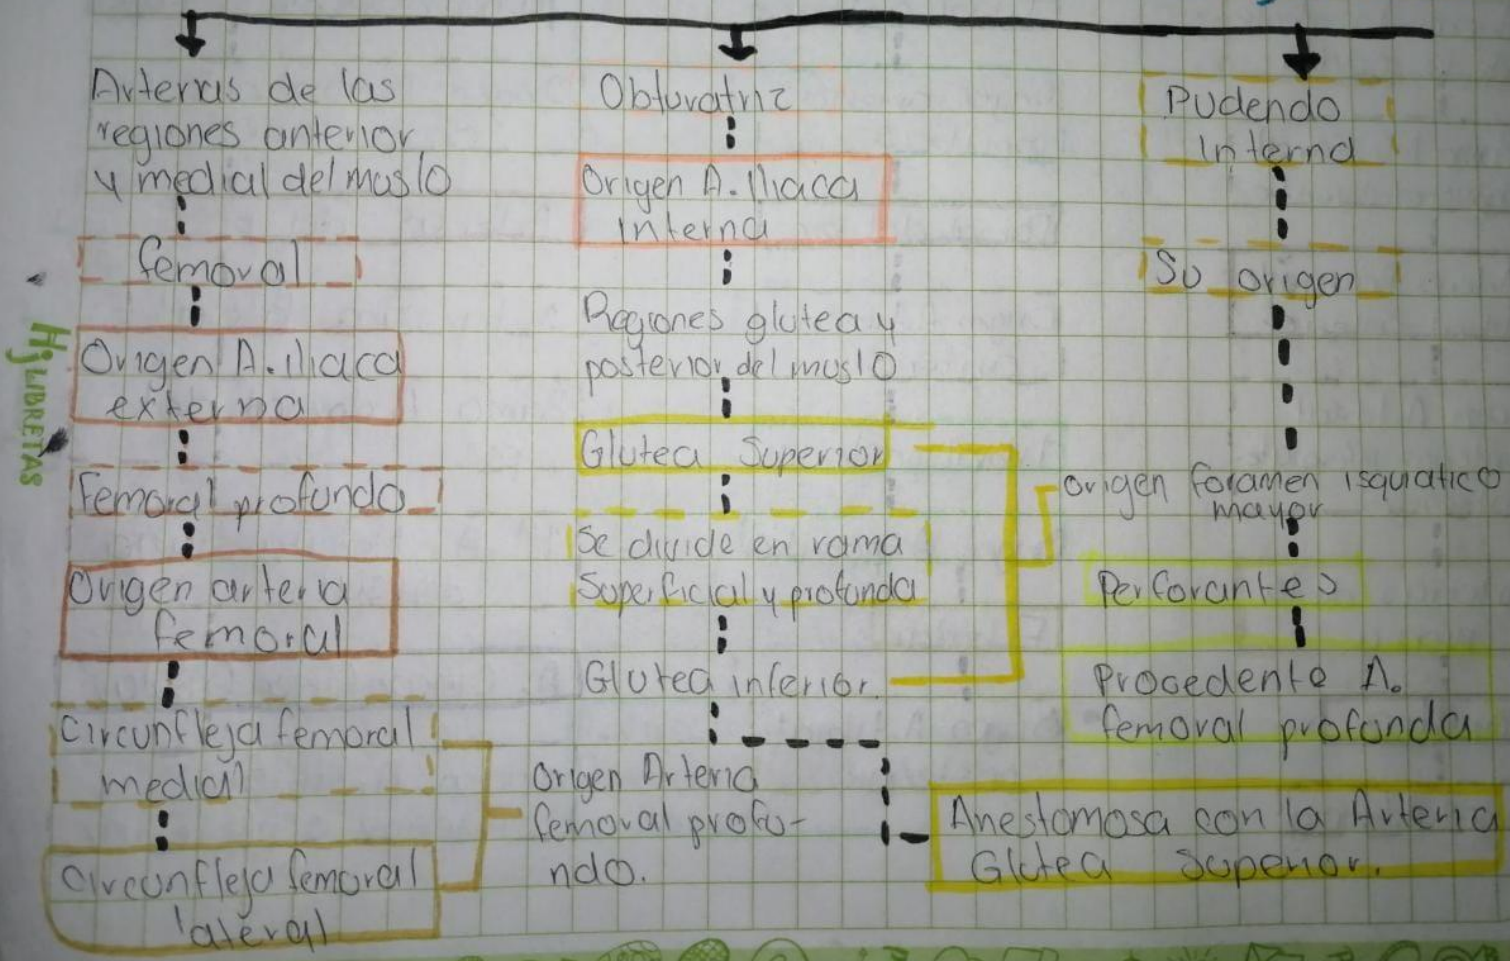 Arterias de las
regiones anterior
y medial del muslo
femoral
Origen A. Iliaca
externa
Femoral profundo
Origen arteria
femoral
Circunfleja femoral
medial
Circunfleja femoral
lateral
Origen Arteria
femoral profu-
ndo.
Obturatriz
Origen A. Iliaca
interna
Regiones glutea y
posterior del muslo
Glutea Superior
Se divide en rama
Superficial y profunda
Glutea inferior.
Pudendo
Interna
Su origen
origen foramen isquiatico
mayor
Perforantes
Procedente A.
femoral profunda
Anestomosa con la Arteria
Glutea Superior.
Hj LIBRETAS